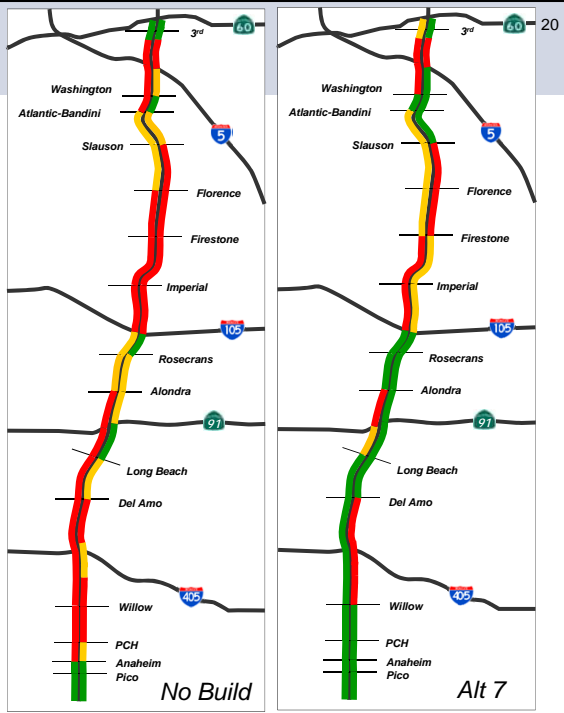 20
60
3rd
Washington
Atlantic-Bandini
5
Slauson
Florence
Firestone
Imperial
105
Rosecrans
Alondra
91
Long Beach
Del Amo
405
Willow
PCH
Anaheim
Pico
No Build
60
3rd
Washington
Atlantic-Bandini
5
Slauson
Florence
Firestone
Imperial
105
Rosecrans
Alondra
91
Long Beach
Del Amo
405
Willow
PCH
Anaheim
Pico
Alt 7